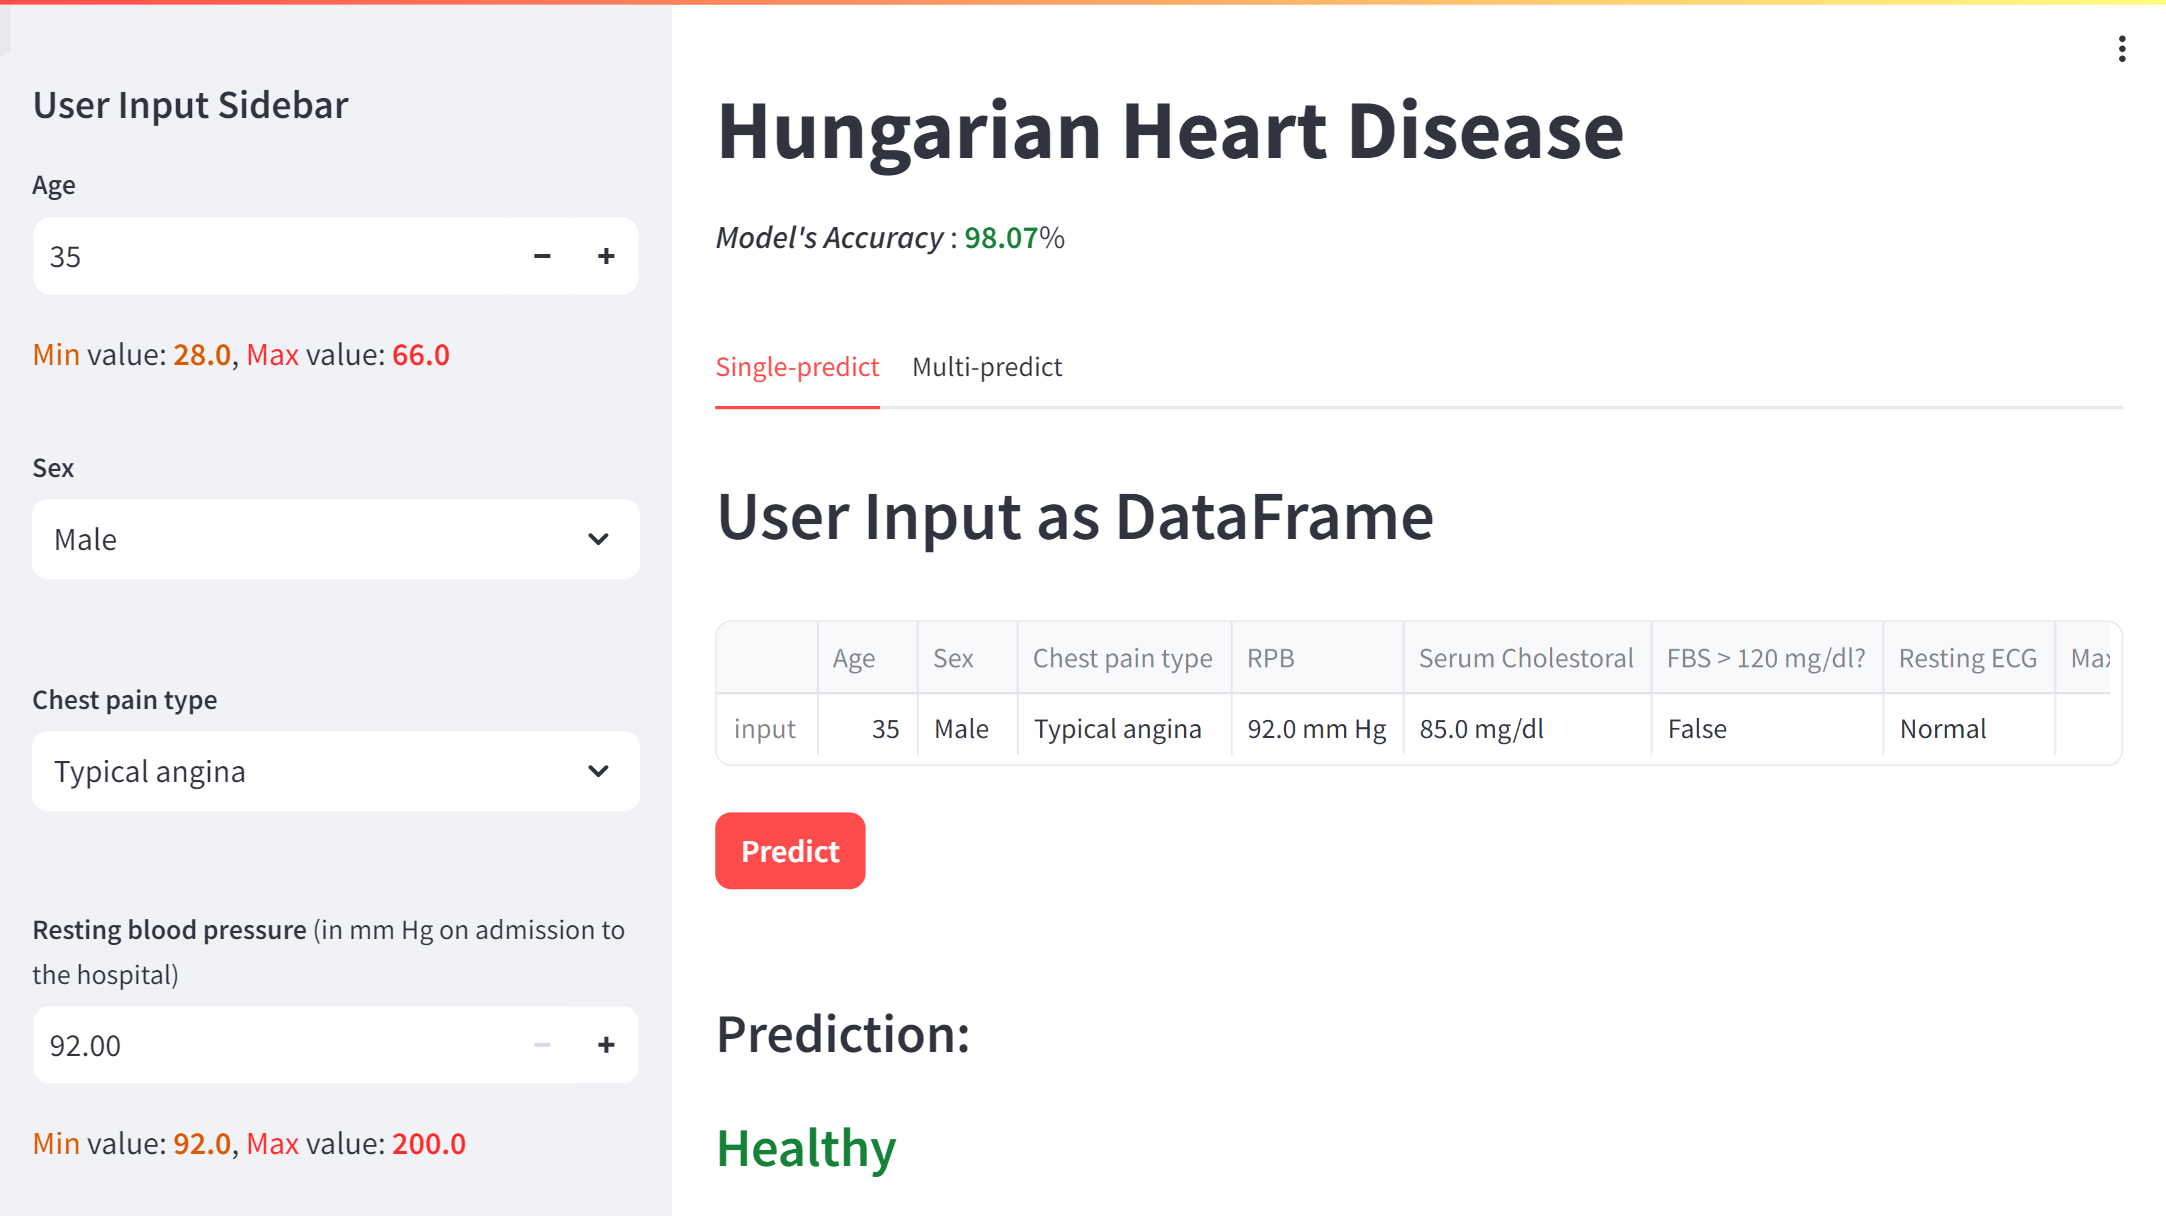 User Input Sidebar
Age
35
Min value: 28.0, Max value: 66.0
Sex
Male
Chest pain type
Typical angina
Resting blood pressure (in mm Hg on admission to
the hospital)
92.00
Min value: 92.0, Max value: 200.0
Hungarian Heart Disease
Model's Accuracy : 98.07%
Single-predict Multi-predict
User Input as DataFrame
Age Sex Chest pain type RPB Serum Cholestoral FBS > 120 mg/dl? Resting ECG Max
input 35 Male Typical angina 92.0 mm Hg 85.0 mg/dl False Normal
Predict
Prediction:
Healthy